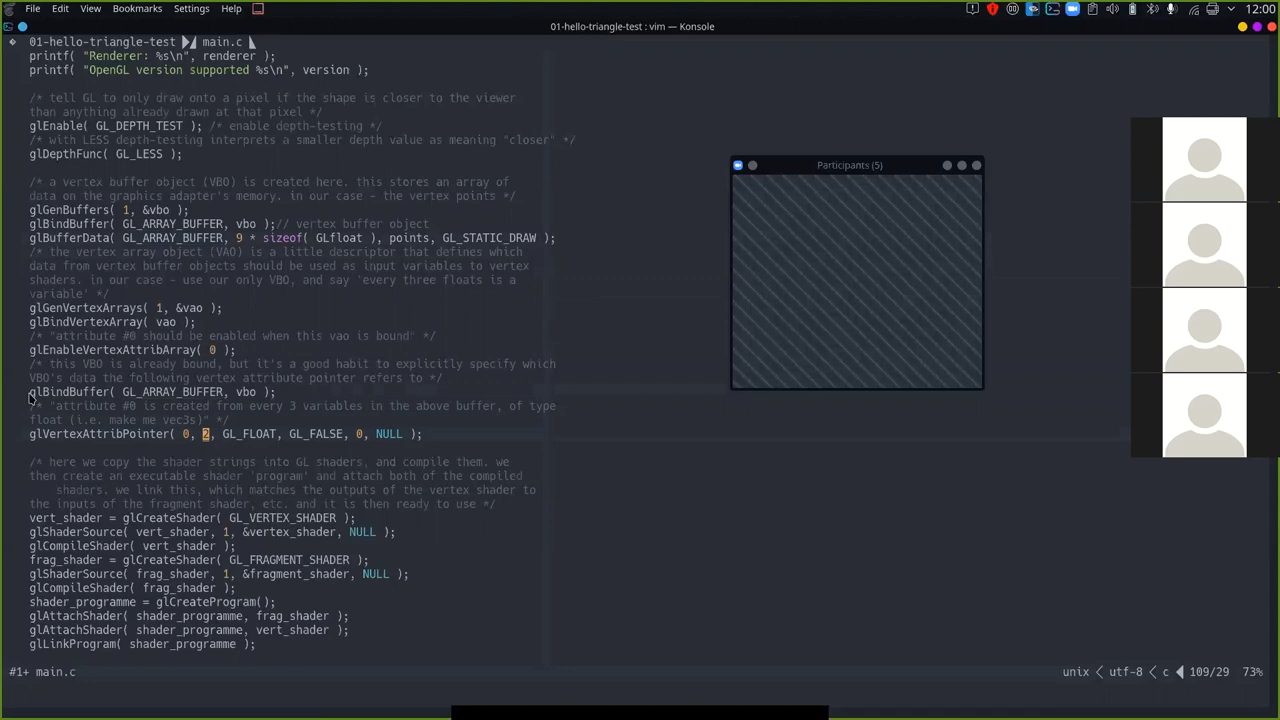 File Edit View Bookmarks Settings Help 12:00
01-hello-triangle-test : vim — Konsole
01-hello-triangle-test main.c
printf( "Renderer: %s\n", renderer );
printf( "OpenGL version supported %s\n", version );
/* tell GL to only draw onto a pixel if the shape is closer to the viewer
than anything already drawn at that pixel */
glEnable( GL_DEPTH_TEST ); /* enable depth-testing */
/* with LESS depth-testing interprets a smaller depth value as meaning "closer" */
glDepthFunc( GL_LESS );
/* a vertex buffer object (VBO) is created here. this stores an array of
data on the graphics adapter's memory. in our case - the vertex points */
glGenBuffers( 1, &vbo );
glBindBuffer( GL_ARRAY_BUFFER, vbo );// vertex buffer object
glBufferData( GL_ARRAY_BUFFER, 9 * sizeof( GLfloat ), points, GL_STATIC_DRAW );
/* the vertex array object (VAO) is a little descriptor that defines which
data from vertex buffer objects should be used as input variables to vertex
shaders. in our case - use our only VBO, and say 'every three floats is a
variable' */
glGenVertexArrays( 1, &vao );
glBindVertexArray( vao );
/* "attribute #0 should be enabled when this vao is bound" */
glEnableVertexAttribArray( 0 );
/* this VBO is already bound, but it's a good habit to explicitly specify which
VBO's data the following vertex attribute pointer refers to */
glBindBuffer( GL_ARRAY_BUFFER, vbo );
/* "attribute #0 is created from every 3 variables in the above buffer, of type
float (i.e. make me vec3s)" */
glVertexAttribPointer( 0, 2, GL_FLOAT, GL_FALSE, 0, NULL );
/* here we copy the shader strings into GL shaders, and compile them. we
then create an executable shader 'program' and attach both of the compiled
shaders. we link this, which matches the outputs of the vertex shader to
the inputs of the fragment shader, etc. and it is then ready to use */
vert_shader = glCreateShader( GL_VERTEX_SHADER );
glShaderSource( vert_shader, 1, &vertex_shader, NULL );
glCompileShader( vert_shader );
frag_shader = glCreateShader( GL_FRAGMENT_SHADER );
glShaderSource( frag_shader, 1, &fragment_shader, NULL );
glCompileShader( frag_shader );
shader_programme = glCreateProgram();
glAttachShader( shader_programme, frag_shader );
glAttachShader( shader_programme, vert_shader );
glLinkProgram( shader_programme );
#1+ main.c unix < utf-8 < c 109/29 73%
Participants (5)